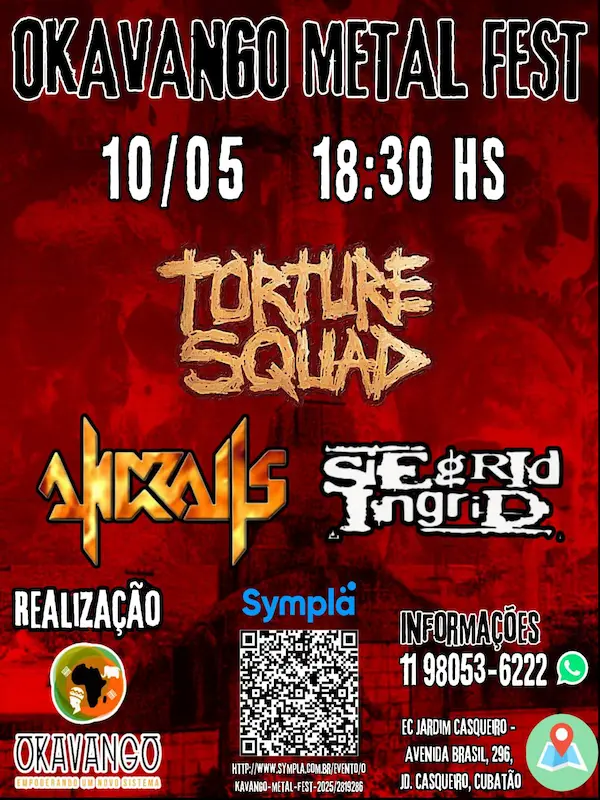 OKAVANGO METAL FEST
10/05 18:30 HS
TORTURE
SQUAD
SIEGRID
INGRID
REALIZAÇÃO
OKAVANGO
EMPODERANDO UM NOVO SISTEMA
Sympla
HTTP://WWW.SYMPLA.COM.BR/EVENTO/O
KAVANGO-METAL-FEST-2025/2819286
INFORMAÇÕES
11 98053-6222
EC JARDIM CASQUEIRO -
AVENIDA BRASIL, 296,
JD. CASQUEIRO, CUBATÃO